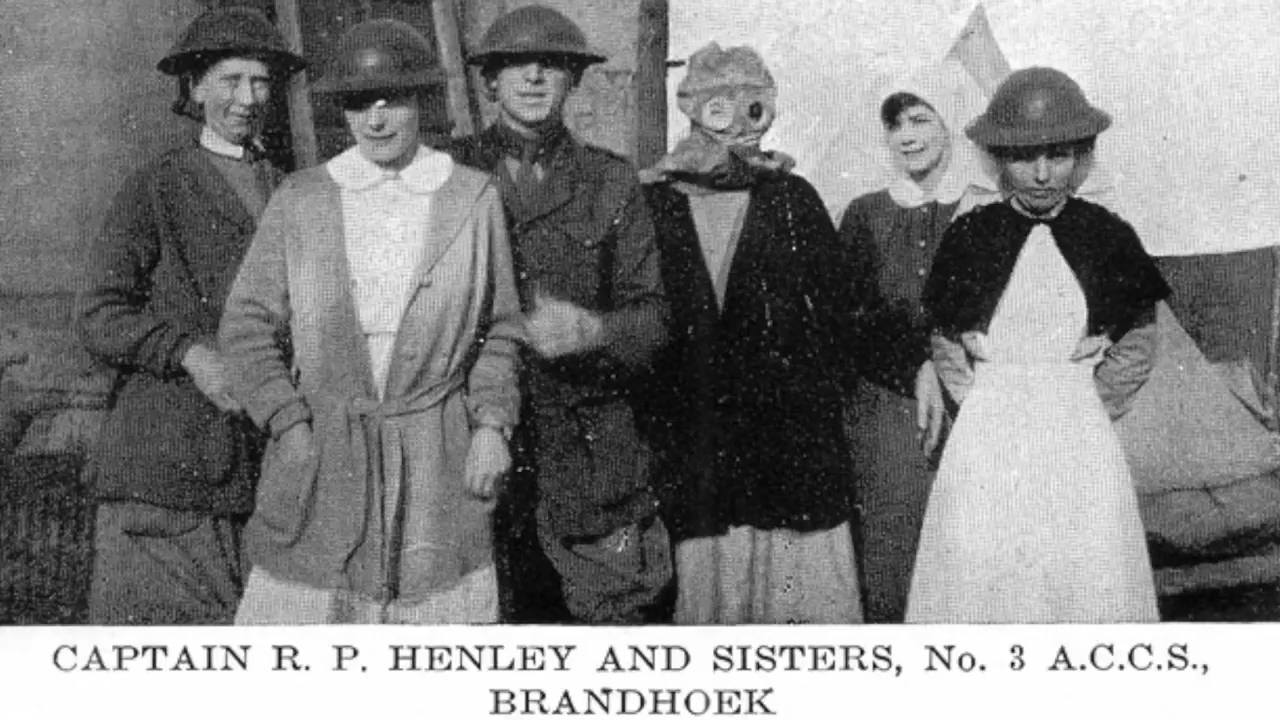 CAPTAIN R. P. HENLEY AND SISTERS, No. 3 A.C.C.S.,
BRANDHOEK